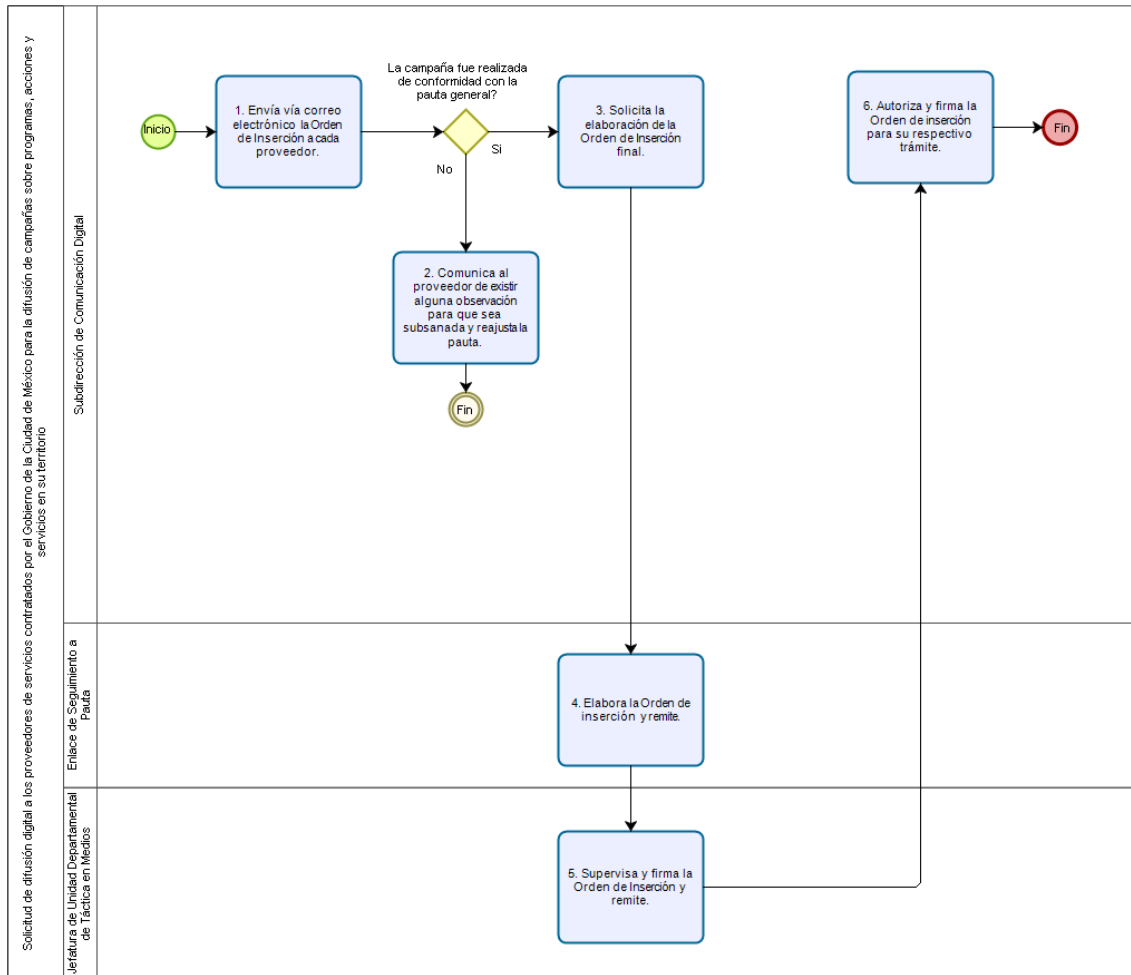 Solicitud de difusión digital a los proveedores de servicios contratados por el Gobierno de la Ciudad de México para la difusión de campañas sobre programas, acciones y
servicios en su territorio
Subdirección de Comunicación Digital
Inicio
1. Envía vía correo
electrónico la Orden
de Inserción a cada
proveedor.
La campaña fue realizada
de conformidad con la
pauta general?
Si
No
2. Comunica al
proveedor de existir
alguna observación
para que sea
subsanada y reajusta la
pauta.
Fin
3. Solicita la
elaboración de la
Orden de Inserción
final.
6. Autoriza y firma la
Orden de inserción
para su respectivo
trámite.
Fin
Enlace de Seguimiento a
Pauta
4. Elabora la Orden de
inserción y remite.
Jefatura de Unidad Departamental
de Táctica en Medios
5. Supervisa y firma la
Orden de Inserción y
remite.